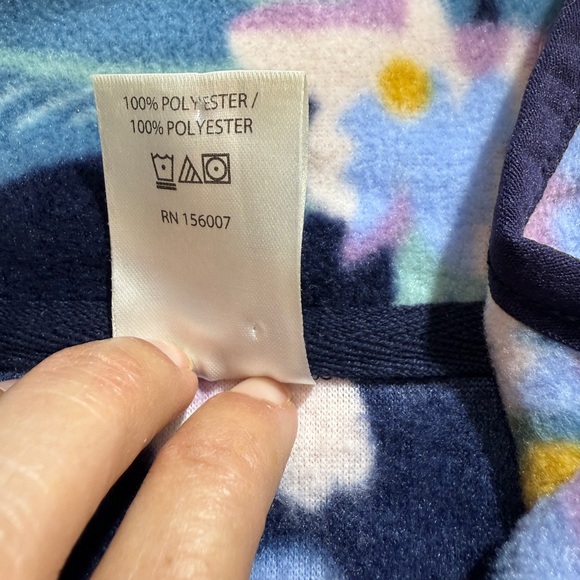 100% POLYESTER /
100% POLYESTER
RN 156007